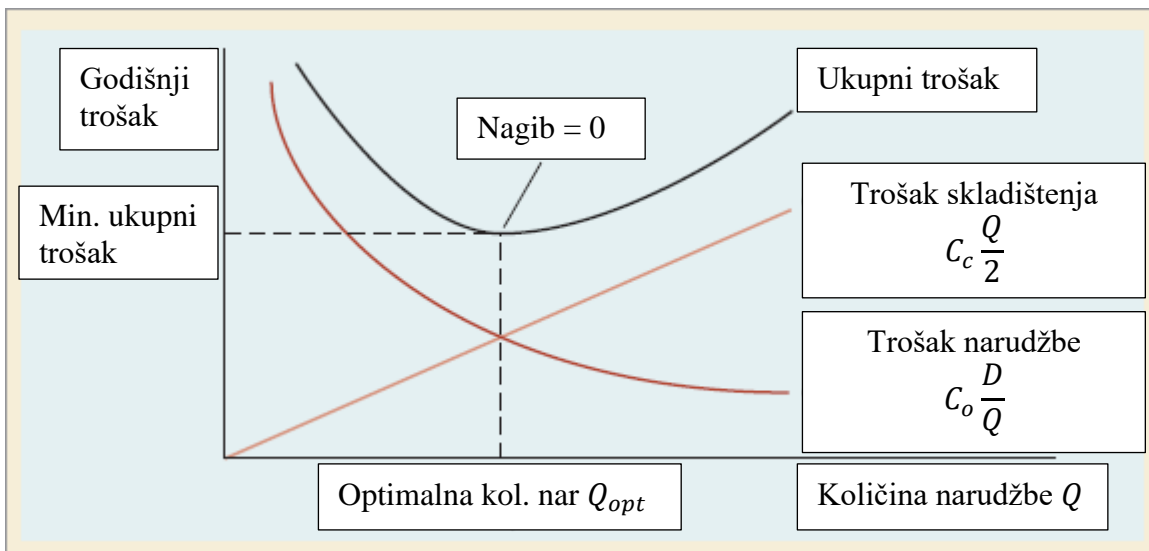 Godišnji
trošak
Ukupni trošak
Nagib = 0
Min. ukupni
trošak
Trošak skladištenja
C_c Q/2
Trošak narudžbe
C_o D/Q
Optimalna kol. nar Q_opt
Količina narudžbe Q